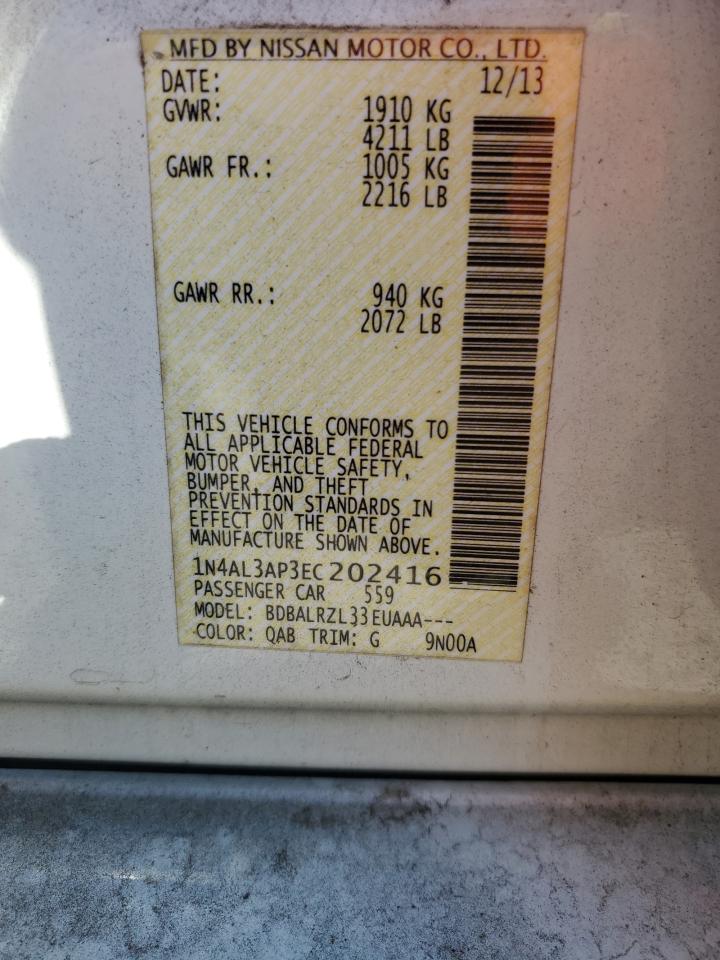 MFD BY NISSAN MOTOR CO., LTD.
DATE: 12/13
GVWR: 1910 KG
4211 LB
GAWR FR.: 1005 KG
2216 LB
GAWR RR.: 940 KG
2072 LB
THIS VEHICLE CONFORMS TO
ALL APPLICABLE FEDERAL
MOTOR VEHICLE SAFETY,
BUMPER, AND THEFT
PREVENTION STANDARDS IN
EFFECT ON THE DATE OF
MANUFACTURE SHOWN ABOVE.
1N4AL3AP3EC202416
PASSENGER CAR 559
MODEL: BDBALRZL33EUAAA---
COLOR: QAB TRIM: G 9N00A